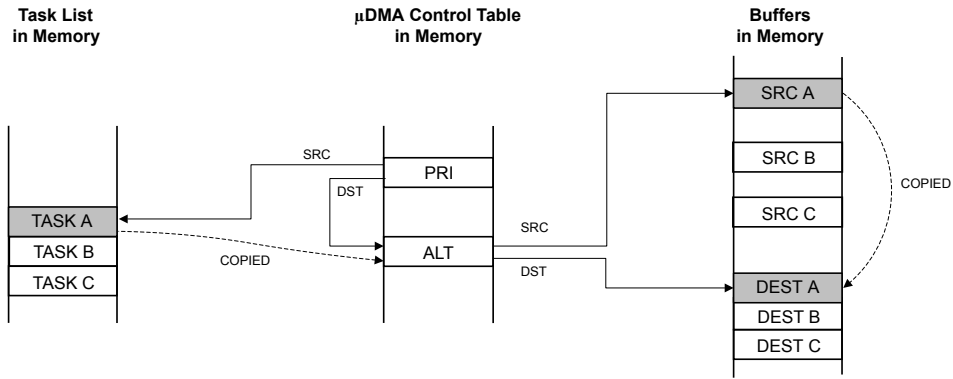 Task List
in Memory
μDMA Control Table
in Memory
Buffers
in Memory
SRC A
SRC B
SRC C
COPIED
SRC
PRI
DST
TASK A
TASK B
TASK C
COPIED
ALT
SRC
DST
DEST A
DEST B
DEST C